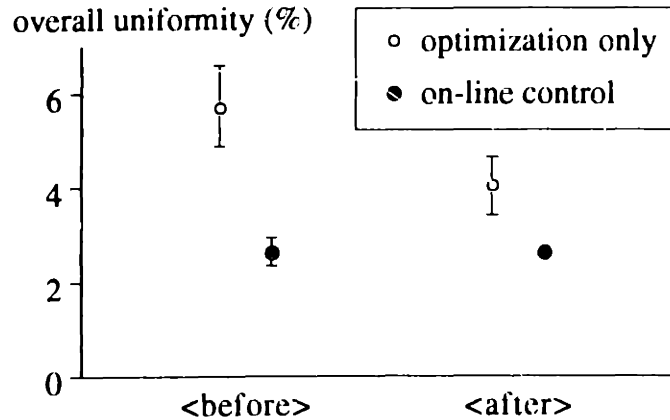 overall uniformity (%)
optimization only
on-line control
6
4
2
0
<before>
<after>